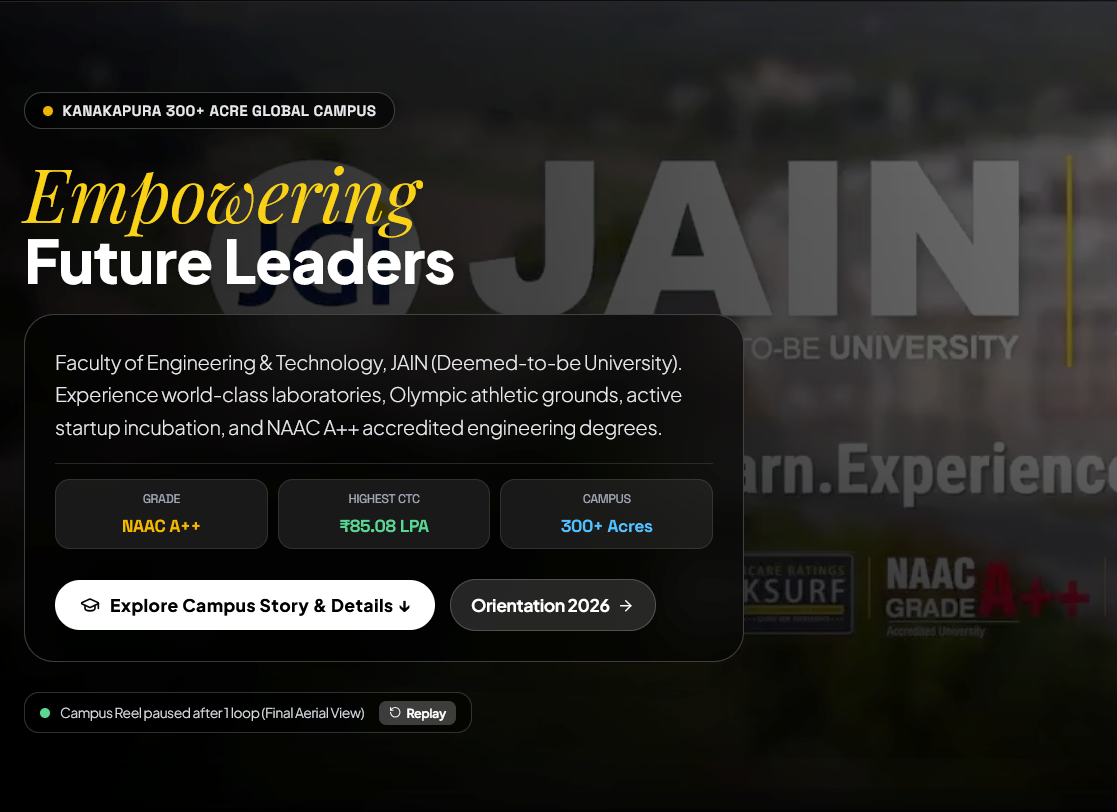 KANAKAPURA 300+ ACRE GLOBAL CAMPUS
Empowering
Future Leaders
JGI
JAIN
TO-BE UNIVERSITY
Faculty of Engineering & Technology, JAIN (Deemed-to-be University).
Experience world-class laboratories, Olympic athletic grounds, active
startup incubation, and NAAC A++ accredited engineering degrees.
arn.Experience
GRADE
NAAC A++
HIGHEST CTC
₹85.08 LPA
CAMPUS
300+ Acres
CARE RATINGS
KSURF
NAAC
GRADE
A++
Accredited University
Explore Campus Story & Details ↓
Orientation 2026 →
Campus Reel paused after 1 loop (Final Aerial View)
Replay